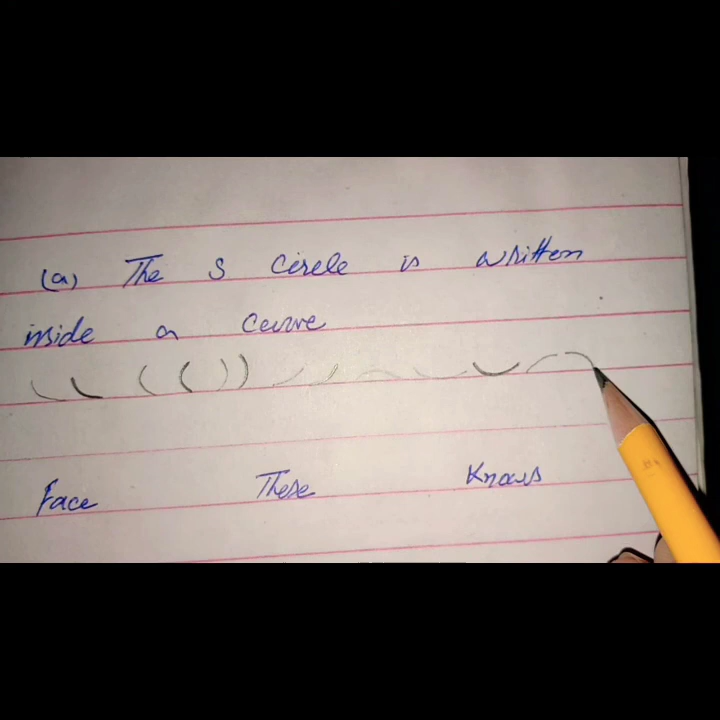 (a) The S Circle is written
inside a Curve
Face These Knows